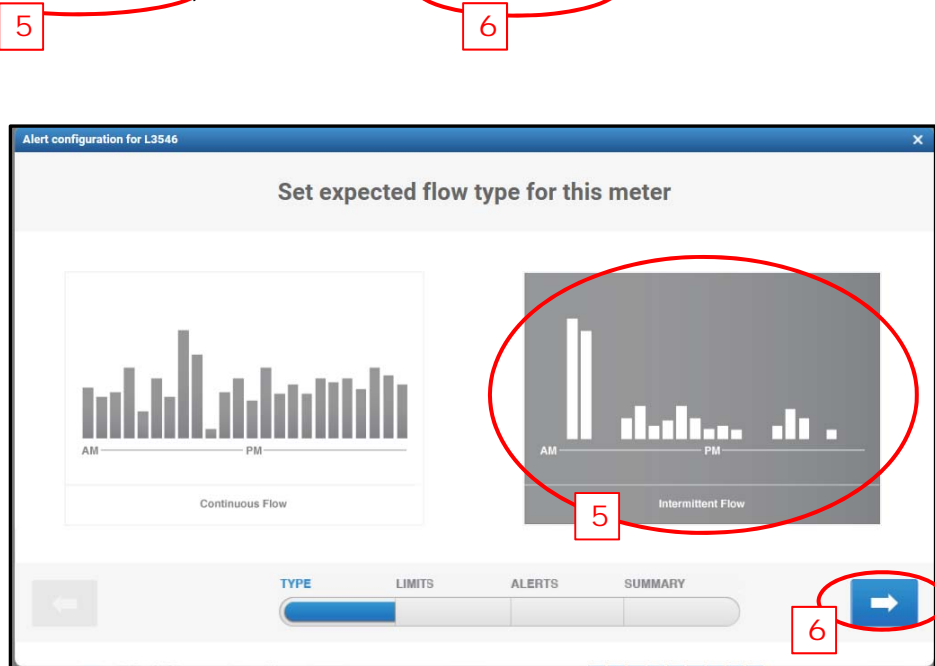 5
6
Alert configuration for L3546
Set expected flow type for this meter
AM
PM
Continuous Flow
AM
PM
Intermittent Flow
5
TYPE
LIMITS
ALERTS
SUMMARY
6